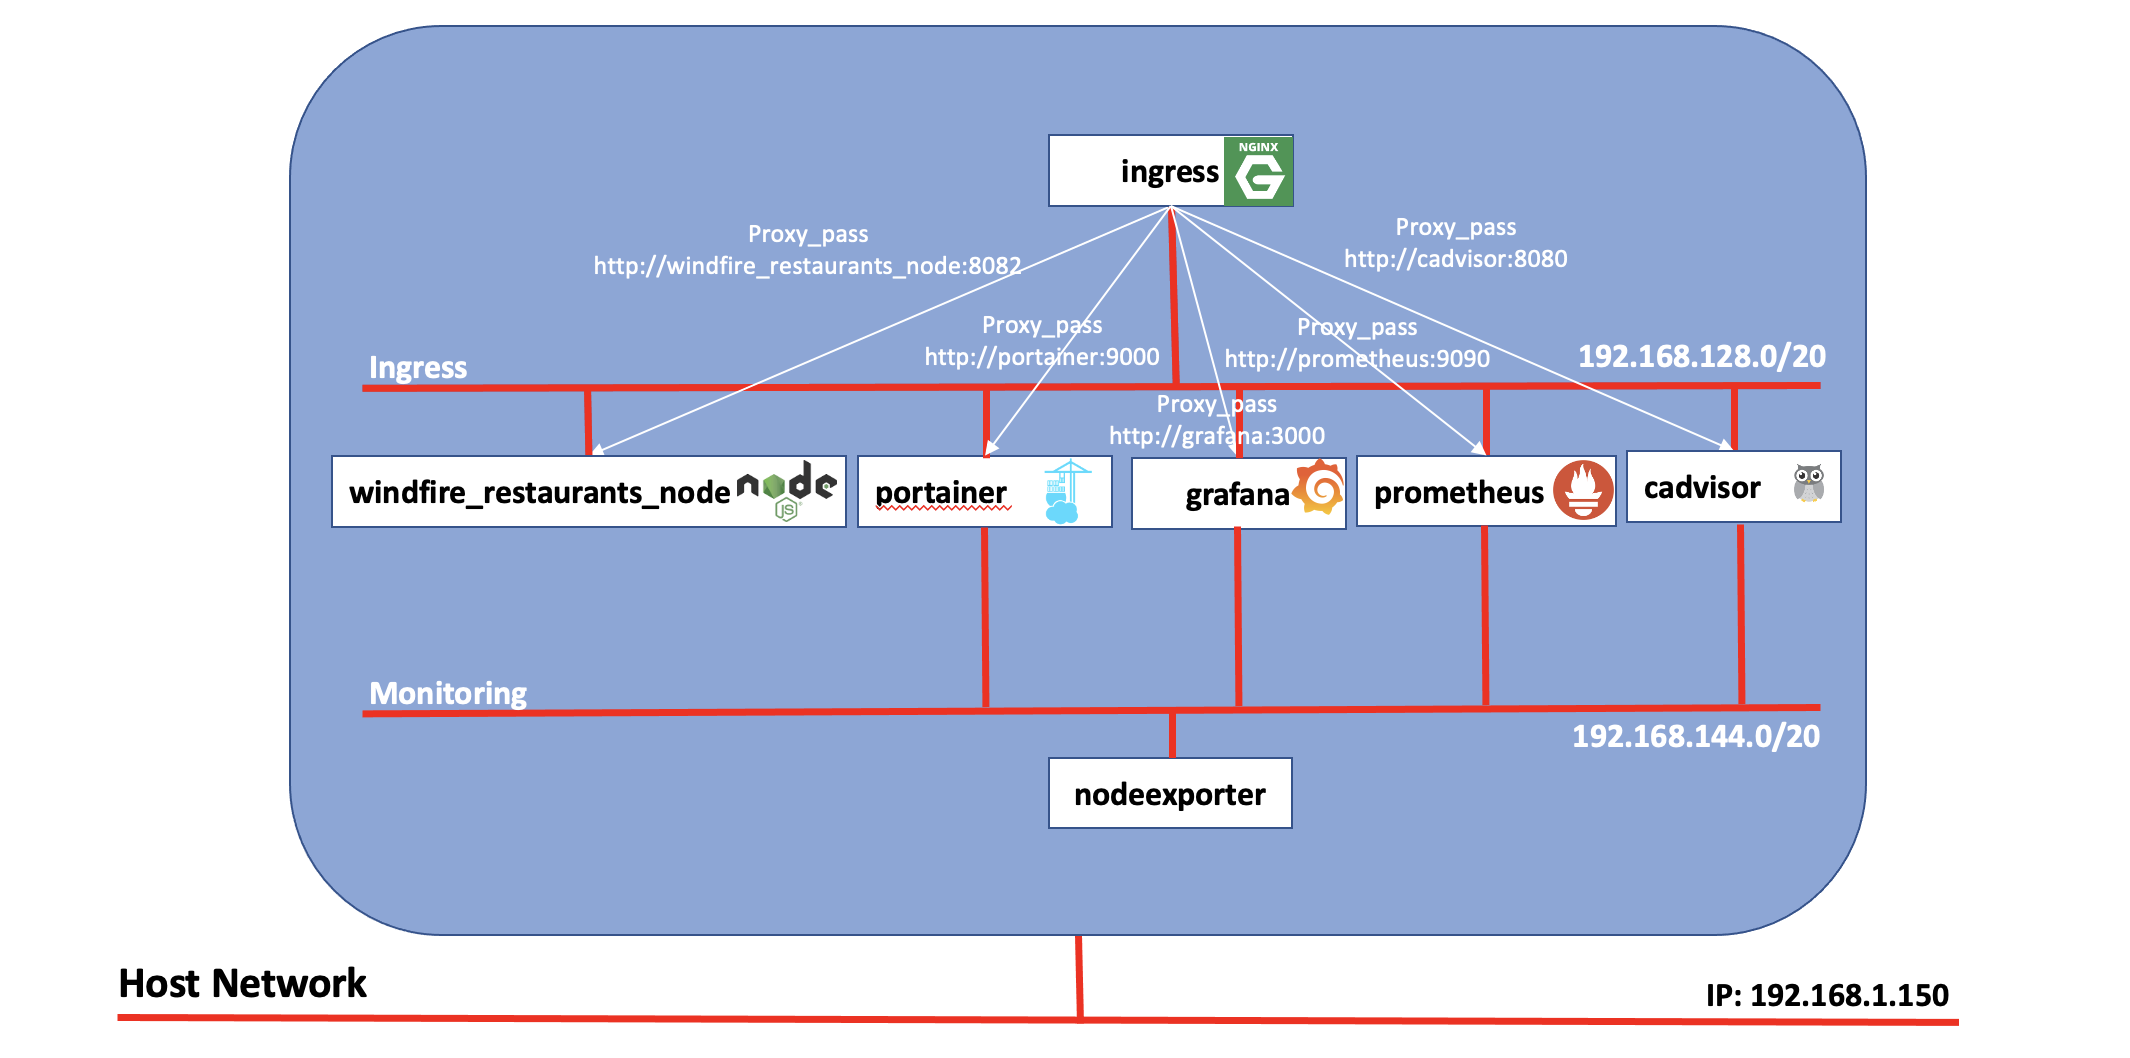 NGINX
ingress
Proxy_pass
http://windfire_restaurants_node:8082
Proxy_pass
http://cadvisor:8080
Proxy_pass
http://portainer:9000
Proxy_pass
http://prometheus:9090
Ingress
192.168.128.0/20
Proxy_pass
http://grafana:3000
windfire_restaurants_node
node
JS
portainer
grafana
prometheus
cadvisor
Monitoring
192.168.144.0/20
nodeexporter
Host Network
IP: 192.168.1.150